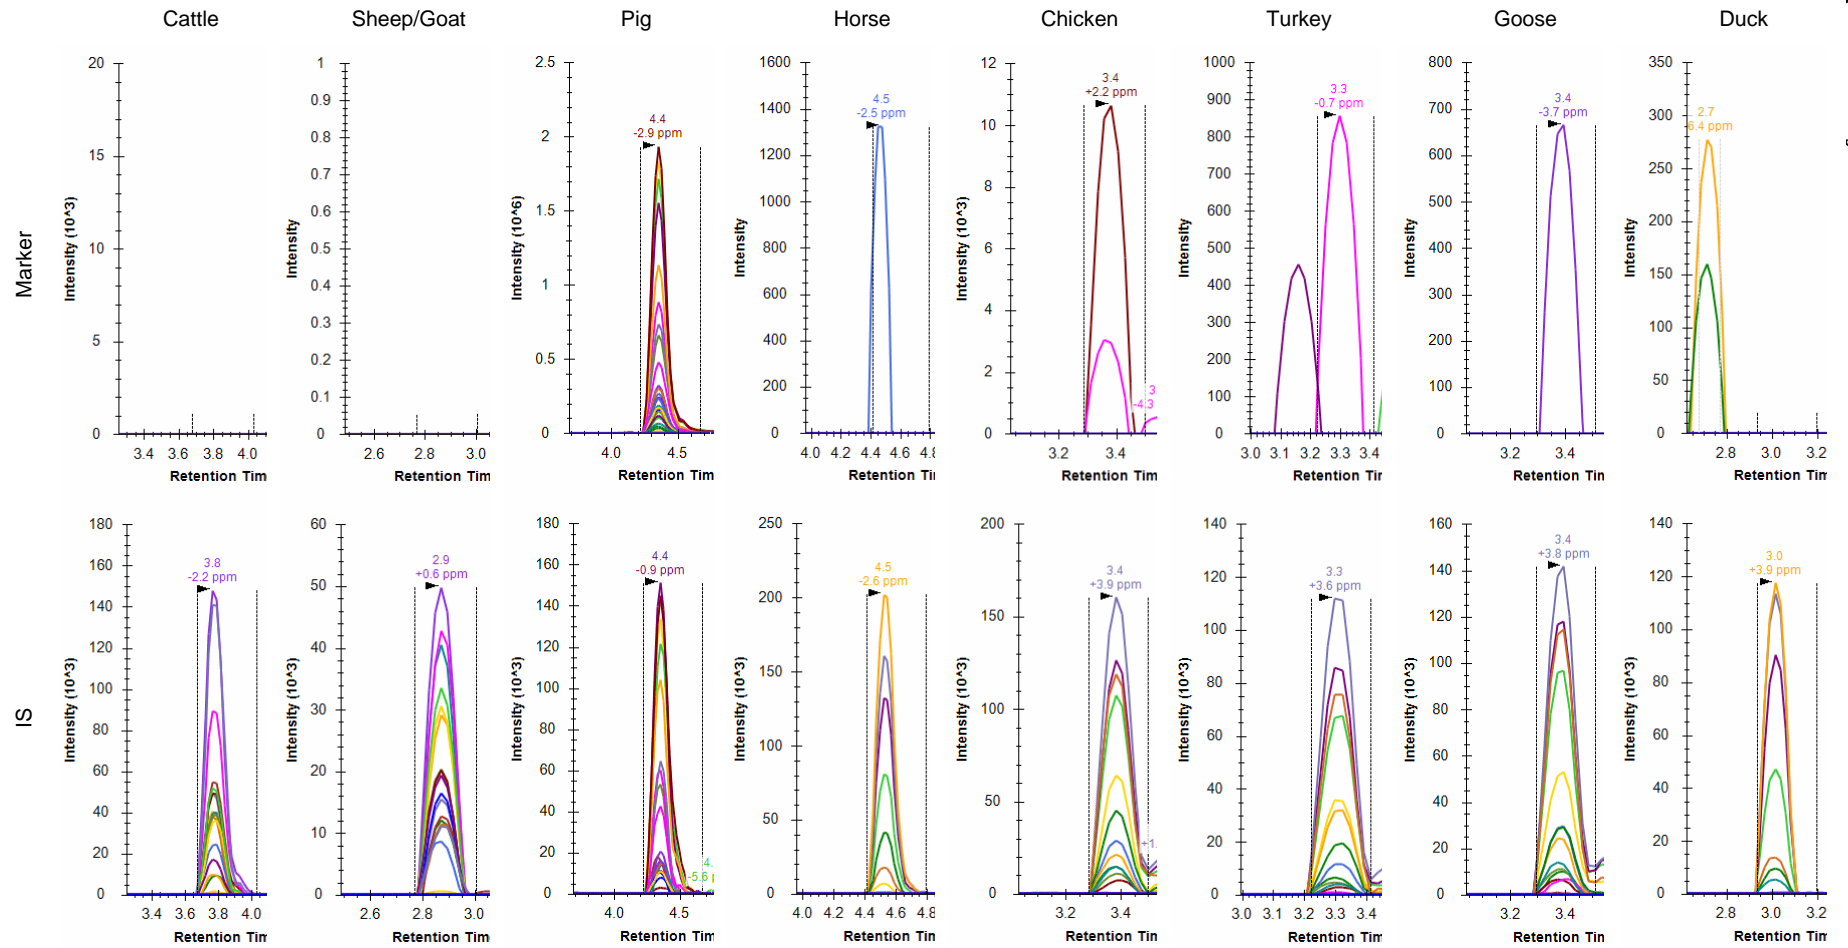 Cattle Sheep/Goat Pig Horse Chicken Turkey Goose Duck
Marker
20
15
10
5
0
Intensity (10^3)
3.4 3.6 3.8 4.0
Retention Tim
1
0.9
0.8
0.7
0.6
0.5
0.4
0.3
0.2
0.1
0
Intensity
2.6 2.8 3.0
Retention Tim
2.5
2
1.5
1
0.5
0
Intensity (10^6)
4.4
-2.9 ppm
4.0 4.5
Retention Tim
1600
1400
1200
1000
800
600
400
200
0
Intensity
4.5
-2.5 ppm
4.0 4.2 4.4 4.6 4.8
Retention Tim
12
10
8
6
4
2
0
Intensity (10^3)
3.4
+2.2 ppm
3
-4.3
3.2 3.4
Retention Tim
1000
900
800
700
600
500
400
300
200
100
0
Intensity
3.3
-0.7 ppm
3.0 3.1 3.2 3.3 3.4
Retention Tim
800
700
600
500
400
300
200
100
0
Intensity
3.4
-3.7 ppm
3.2 3.4
Retention Tim
350
300
250
200
150
100
50
0
Intensity
2.7
6.4 ppm
2.8 3.0 3.2
Retention Tim
IS
180
160
140
120
100
80
60
40
20
0
Intensity (10^3)
3.8
-2.2 ppm
3.4 3.6 3.8 4.0
Retention Tim
60
50
40
30
20
10
0
Intensity (10^3)
2.9
+0.6 ppm
2.6 2.8 3.0
Retention Tim
180
160
140
120
100
80
60
40
20
0
Intensity (10^3)
4.4
-0.9 ppm
4.
-5.6 p
4.0 4.5
Retention Tim
250
200
150
100
50
0
Intensity (10^3)
4.5
-2.6 ppm
4.0 4.2 4.4 4.6 4.8
Retention Tim
200
150
100
50
0
Intensity (10^3)
3.4
+3.9 ppm
+1.
3.2 3.4
Retention Tim
140
120
100
80
60
40
20
0
Intensity (10^3)
3.3
+3.6 ppm
3.0 3.1 3.2 3.3 3.4
Retention Tim
160
140
120
100
80
60
40
20
0
Intensity (10^3)
3.4
+3.8 ppm
3.2 3.4
Retention Tim
140
120
100
80
60
40
20
0
Intensity (10^3)
3.0
+3.9 ppm
2.8 3.0 3.2
Retention Tim